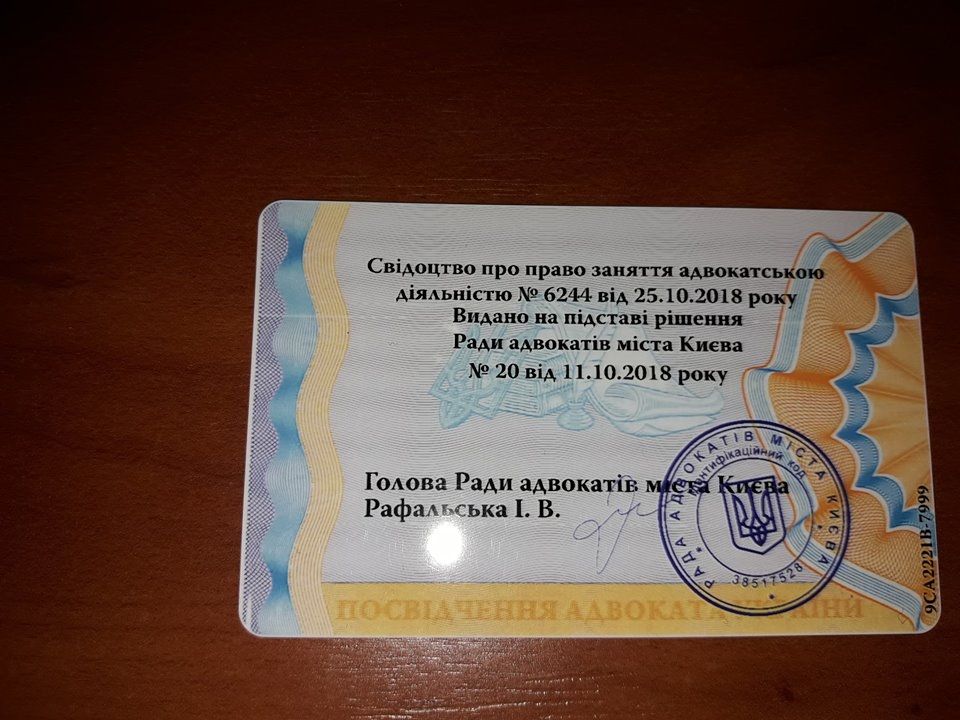 Свідоцтво про право заняття адвокатською
діяльністю № 6244 від 25.10.2018 року
Видано на підставі рішення
Ради адвокатів міста Києва
№ 20 від 11.10.2018 року
Голова Ради адвокатів міста Києва
Рафальська І. В.
РАДА АДВОКАТІВ МІСТА КИЄВА
Ідентифікаційний код
38517528
ПОСВІДЧЕННЯ АДВОКАТА УКРАЇНИ
9CA2221B-7999